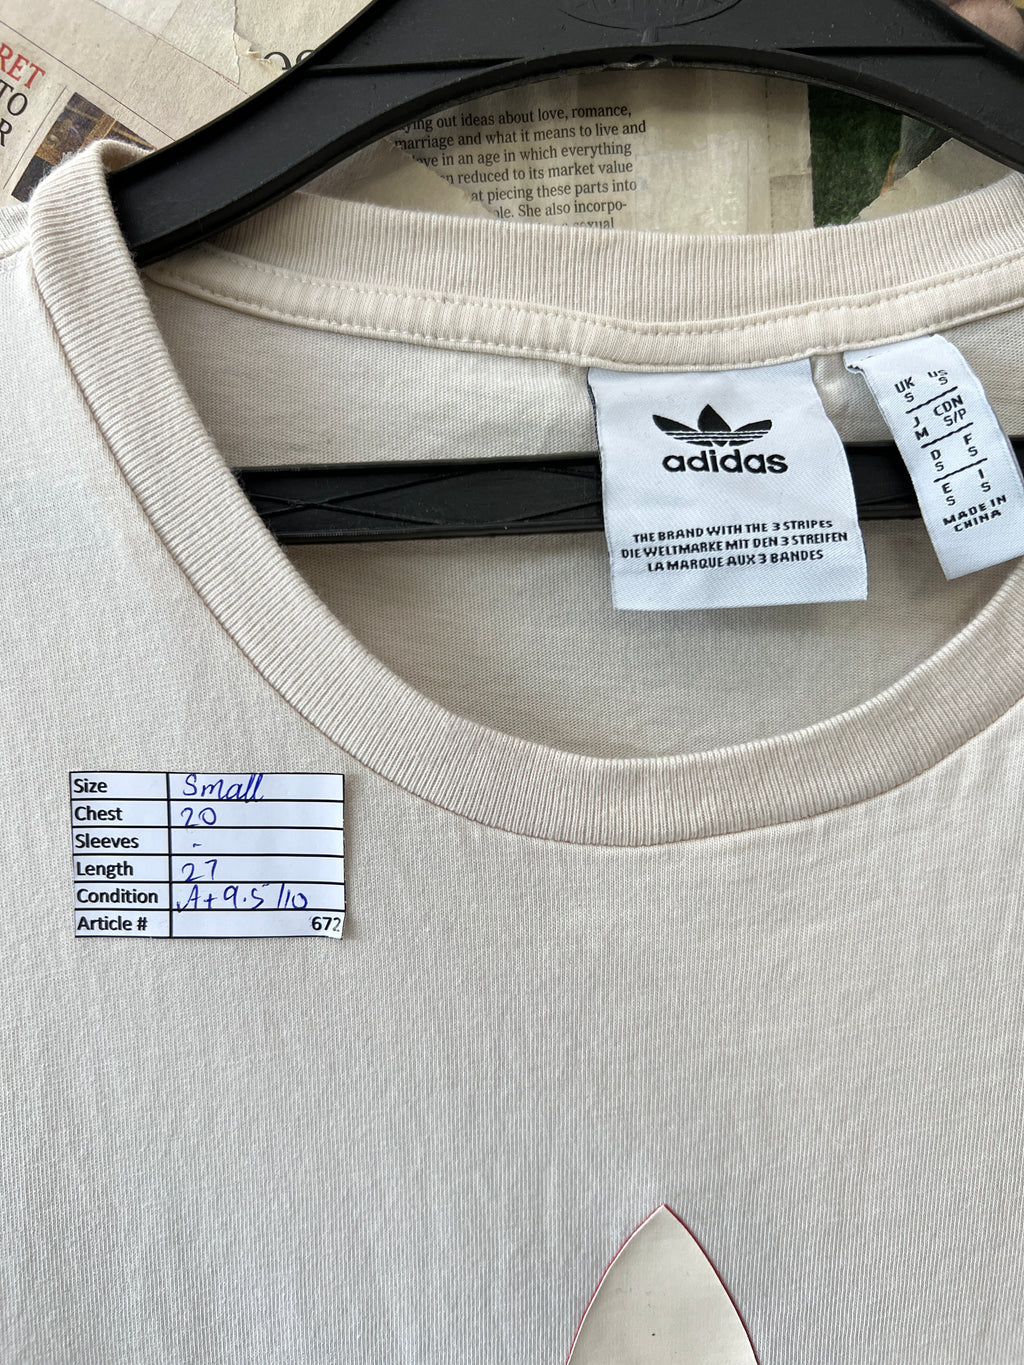 RET
TO
R
ying out ideas about love, romance,
marriage and what it means to live and
in an age in which everything
reduced to its market value
at piecing these parts into
She also incorpo-
adidas
THE BRAND WITH THE 3 STRIPES
DIE WELTMARKE MIT DEN 3 STREIFEN
LA MARQUE AUX 3 BANDES
UK US
S S
J CDN
M S/P
D F
S S
E I
S S
MADE IN
CHINA
Size Small
Chest 20
Sleeves -
Length 27
Condition A+ 9.5/10
Article # 672